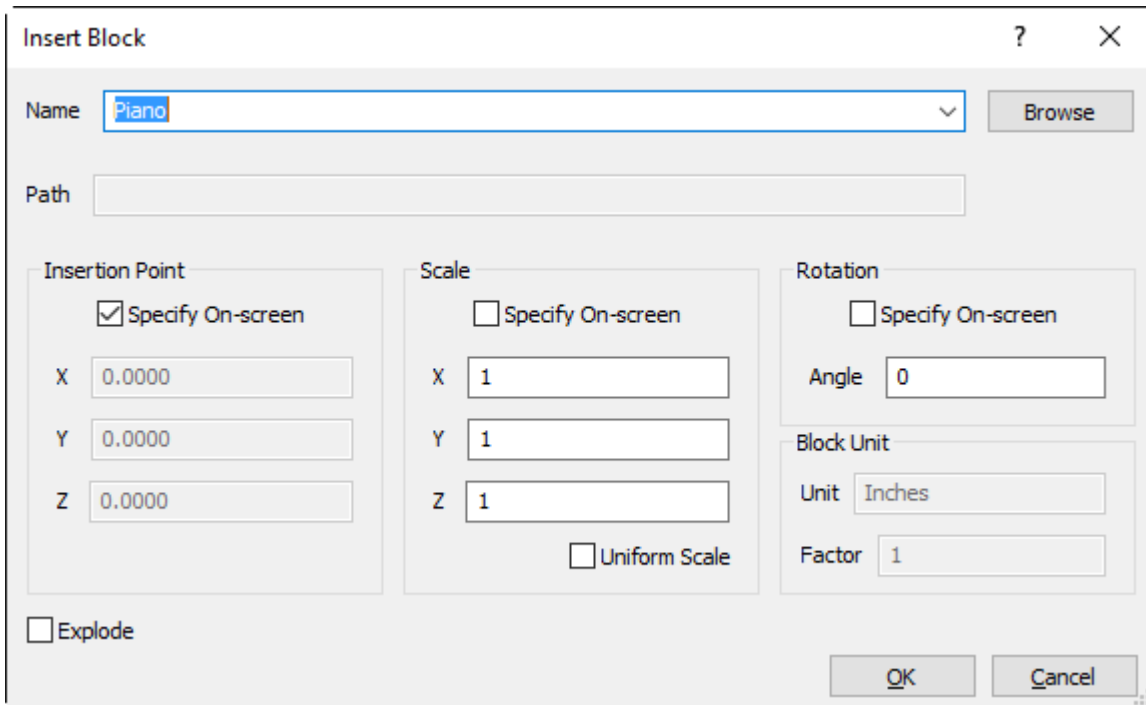 Insert Block ?
Name Piano Browse
Path
Insertion Point
Specify On-screen
X 0.0000
Y 0.0000
Z 0.0000
Scale
Specify On-screen
X 1
Y 1
Z 1
Uniform Scale
Rotation
Specify On-screen
Angle 0
Block Unit
Unit Inches
Factor 1
Explode
OK Cancel